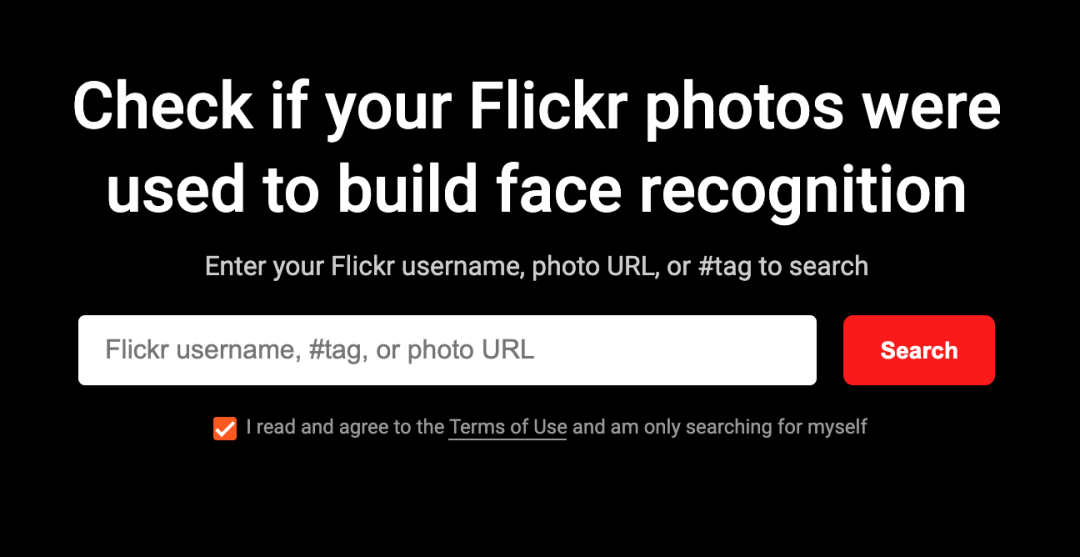 Check if your Flickr photos were
used to build face recognition
Enter your Flickr username, photo URL, or #tag to search
Flickr username, #tag, or photo URL
Search
I read and agree to the Terms of Use and am only searching for myself